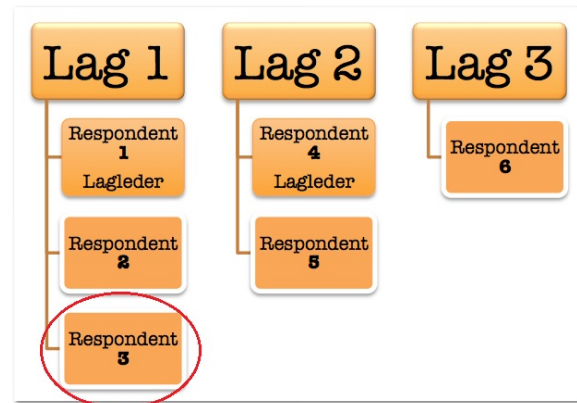 Lag 1
Respondent
1
Lagleder
Respondent
2
Respondent
3
Lag 2
Respondent
4
Lagleder
Respondent
5
Lag 3
Respondent
6